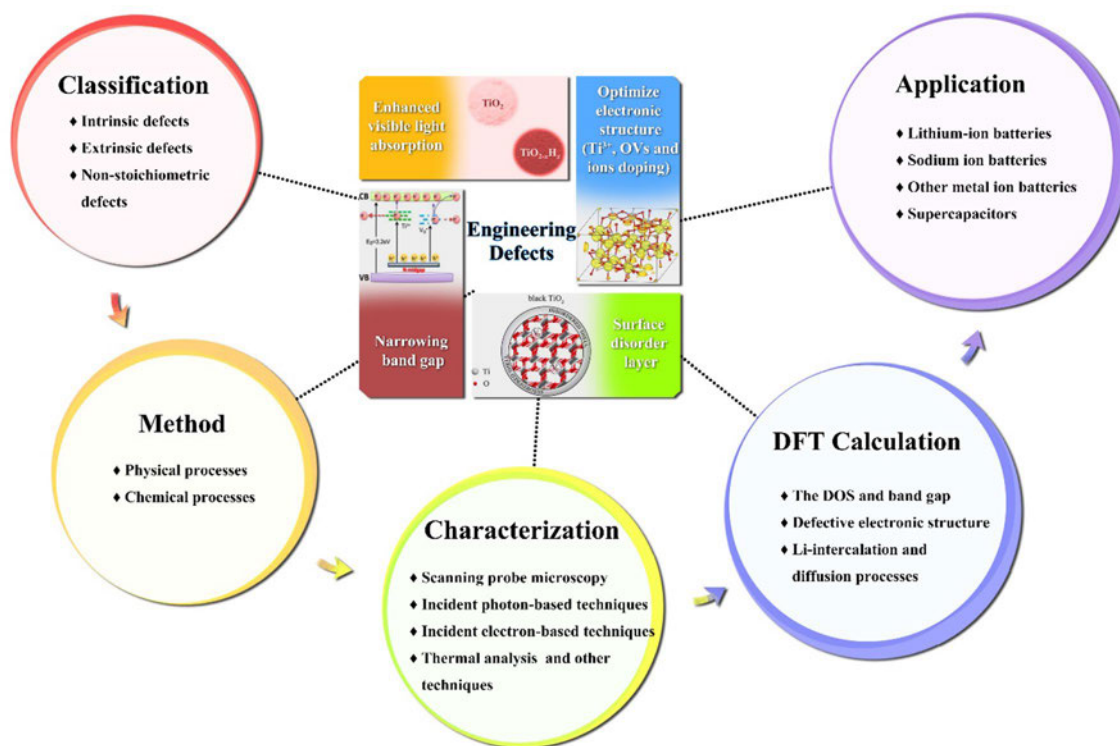 Classification
♦ Intrinsic defects
♦ Extrinsic defects
♦ Non-stoichiometric
defects
Enhanced
visible light
absorption
TiO₂
TiO₂₋ₓHₓ
Optimize
electronic
structure
(Ti³⁺, OVs and
ions doping)
CB
Eg=3.2eV
Ti³⁺
VB
Engineering
Defects
Narrowing
band gap
black TiO₂
Ti
O
Surface
disorder
layer
Application
♦ Lithium-ion batteries
♦ Sodium ion batteries
♦ Other metal ion batteries
♦ Supercapacitors
Method
♦ Physical processes
♦ Chemical processes
Characterization
♦ Scanning probe microscopy
♦ Incident photon-based techniques
♦ Incident electron-based techniques
♦ Thermal analysis and other
techniques
DFT Calculation
♦ The DOS and band gap
♦ Defective electronic structure
♦ Li-intercalation and
diffusion processes